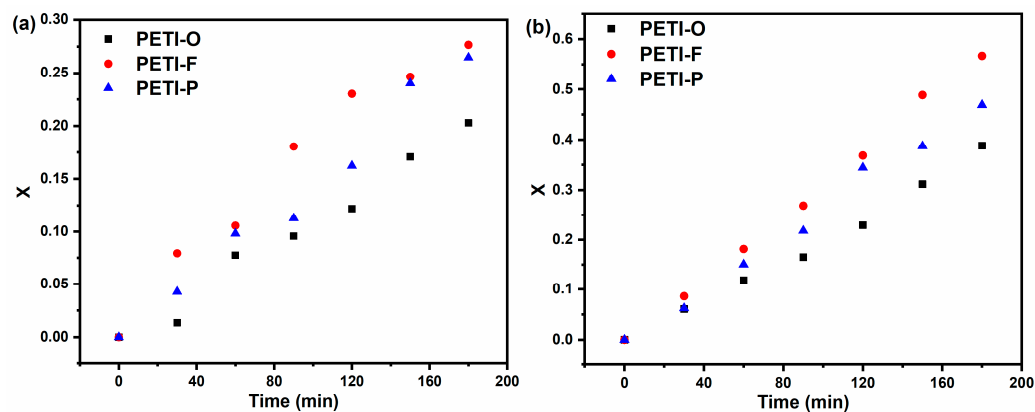 (a)
PETI-O
PETI-F
PETI-P
0.30
0.25
0.20
0.15
0.10
0.05
0.00
X
0 40 80 120 160 200
Time (min)
(b)
PETI-O
PETI-F
PETI-P
0.6
0.5
0.4
0.3
0.2
0.1
0.0
X
0 40 80 120 160 200
Time (min)